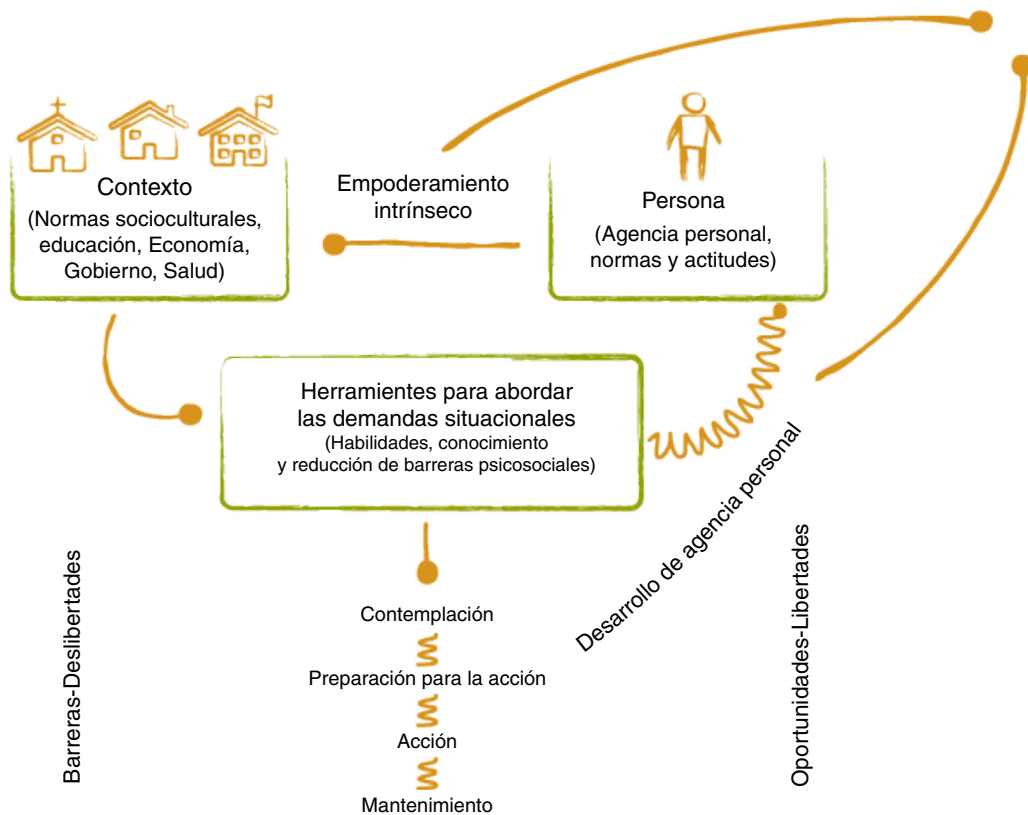 Contexto
(Normas socioculturales,
educación, Economía,
Gobierno, Salud)
Empoderamiento
intrínseco
Persona
(Agencia personal,
normas y actitudes)
Herramientes para abordar
las demandas situacionales
(Habilidades, conocimiento
y reducción de barreras psicosociales)
Desarrollo de agencia personal
Barreras-Deslibertades
Oportunidades-Libertades
Contemplación
Preparación para la acción
Acción
Mantenimiento